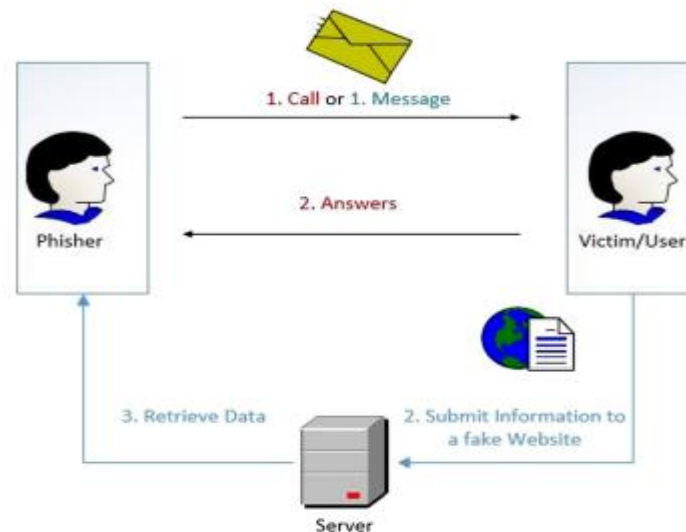 1. Call or 1. Message
2. Answers
Phisher
Victim/User
3. Retrieve Data
2. Submit Information to
a fake Website
Server